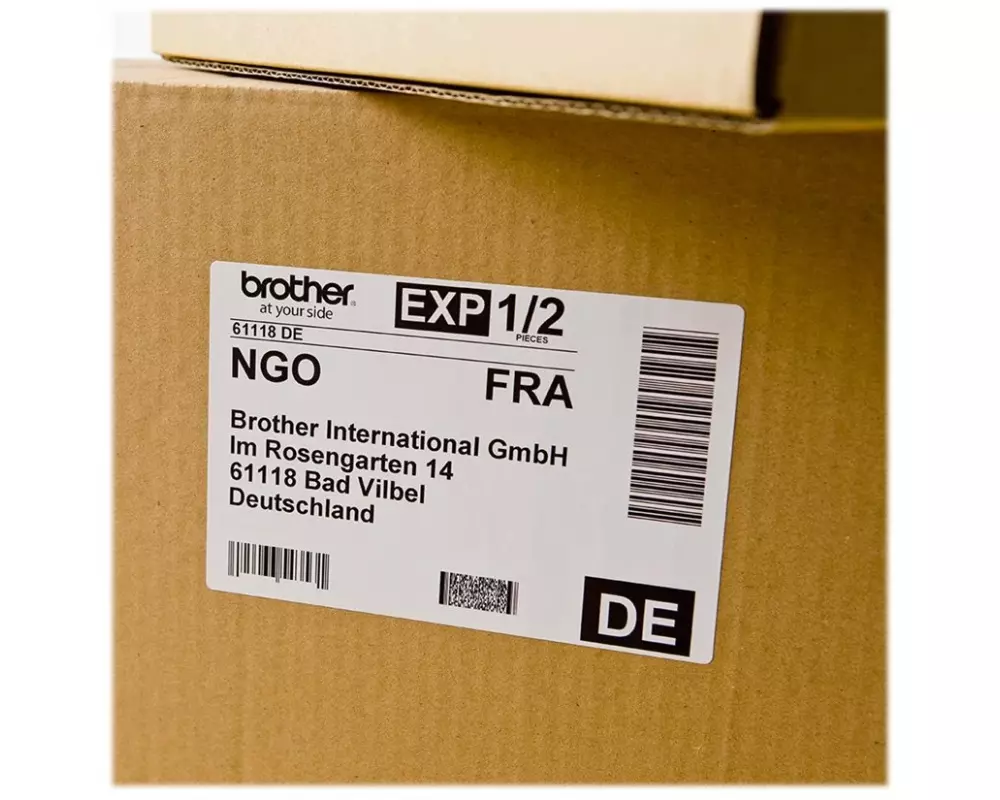 brother
at your side
EXP 1/2
PIECES
61118 DE
NGO
FRA
Brother International GmbH
Im Rosengarten 14
61118 Bad Vilbel
Deutschland
DE